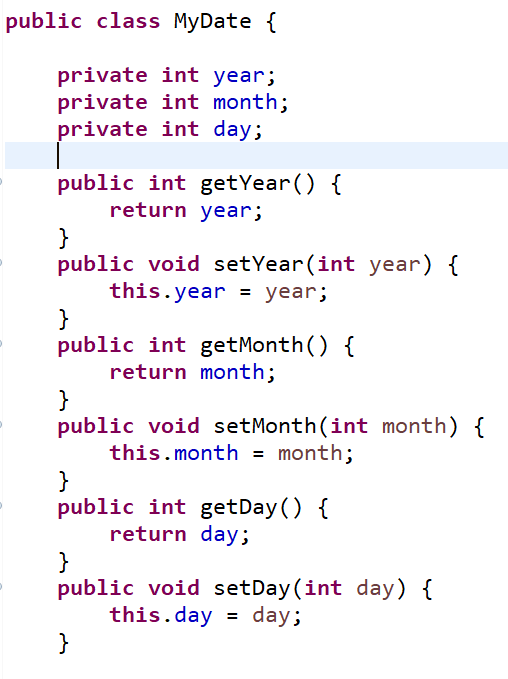 public class MyDate {
private int year;
private int month;
private int day;
public int getYear() {
return year;
}
public void setYear(int year) {
this.year = year;
}
public int getMonth() {
return month;
}
public void setMonth(int month) {
this.month = month;
}
public int getDay() {
return day;
}
public void setDay(int day) {
this.day = day;
}